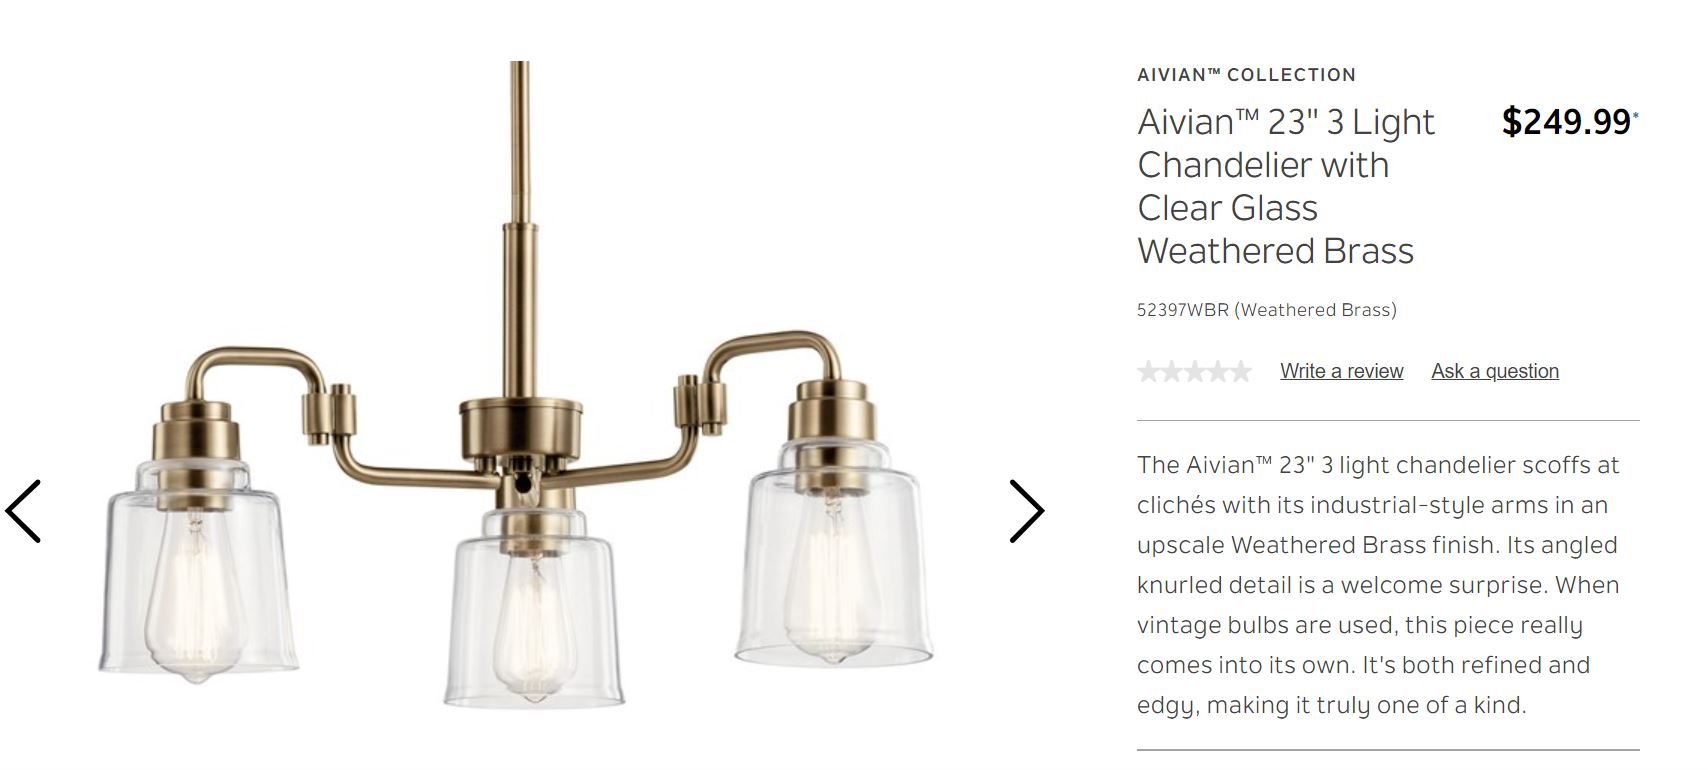 AIVIAN™ COLLECTION
Aivian™ 23" 3 Light
Chandelier with
Clear Glass
Weathered Brass
$249.99*
52397WBR (Weathered Brass)
Write a review Ask a question
The Aivian™ 23" 3 light chandelier scoffs at
clichés with its industrial-style arms in an
upscale Weathered Brass finish. Its angled
knurled detail is a welcome surprise. When
vintage bulbs are used, this piece really
comes into its own. It's both refined and
edgy, making it truly one of a kind.